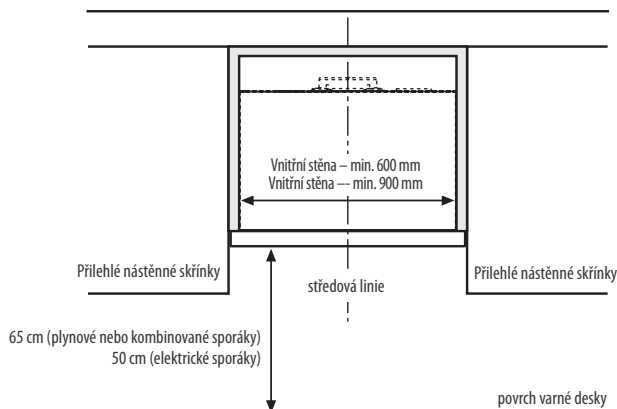 Vnitřní stěna – min. 600 mm
Vnitřní stěna –- min. 900 mm
Přilehlé nástěnné skřínky
středová linie
Přilehlé nástěnné skřínky
65 cm (plynové nebo kombinované sporáky)
50 cm (elektrické sporáky)
povrch varné desky